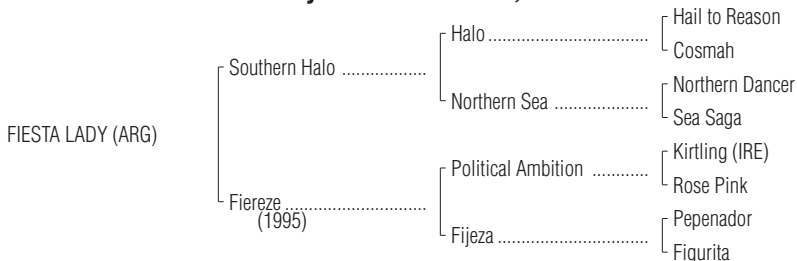 Hail to Reason
Halo ......................................
Cosmah
Southern Halo ...................
Northern Dancer
Northern Sea ......................
Sea Saga
FIESTA LADY (ARG)
Kirtling (IRE)
Political Ambition .............
Rose Pink
Fiereze ................................
(1995)
Pepenador
Fijeza ....................................
Figurita